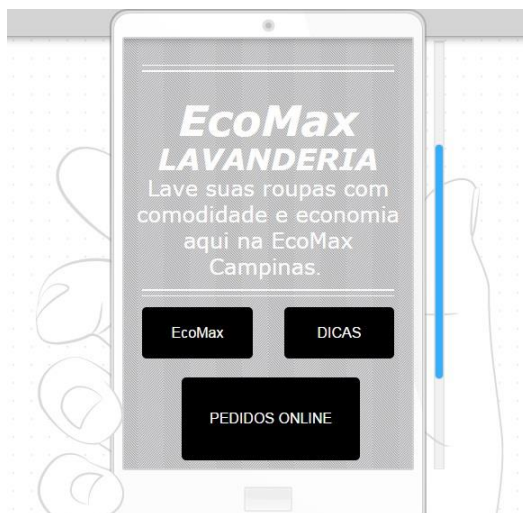 EcoMax
LAVANDERIA
Lave suas roupas com
comodidade e economia
aqui na EcoMax
Campinas.
EcoMax
DICAS
PEDIDOS ONLINE